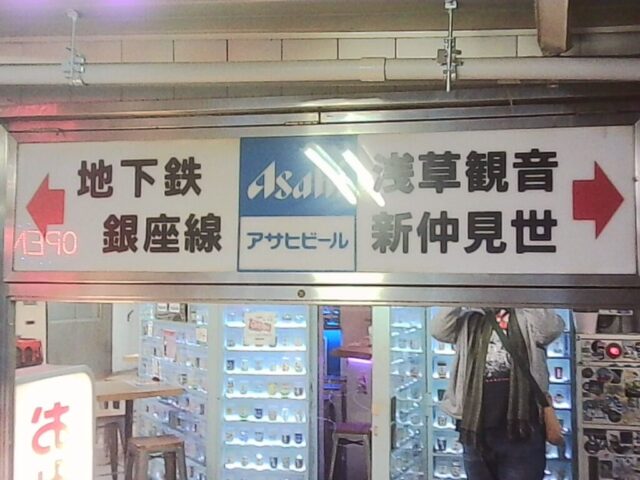 地下鉄
銀座線
Asahi
アサヒビール
浅草観音
新仲見世
OPEN
お